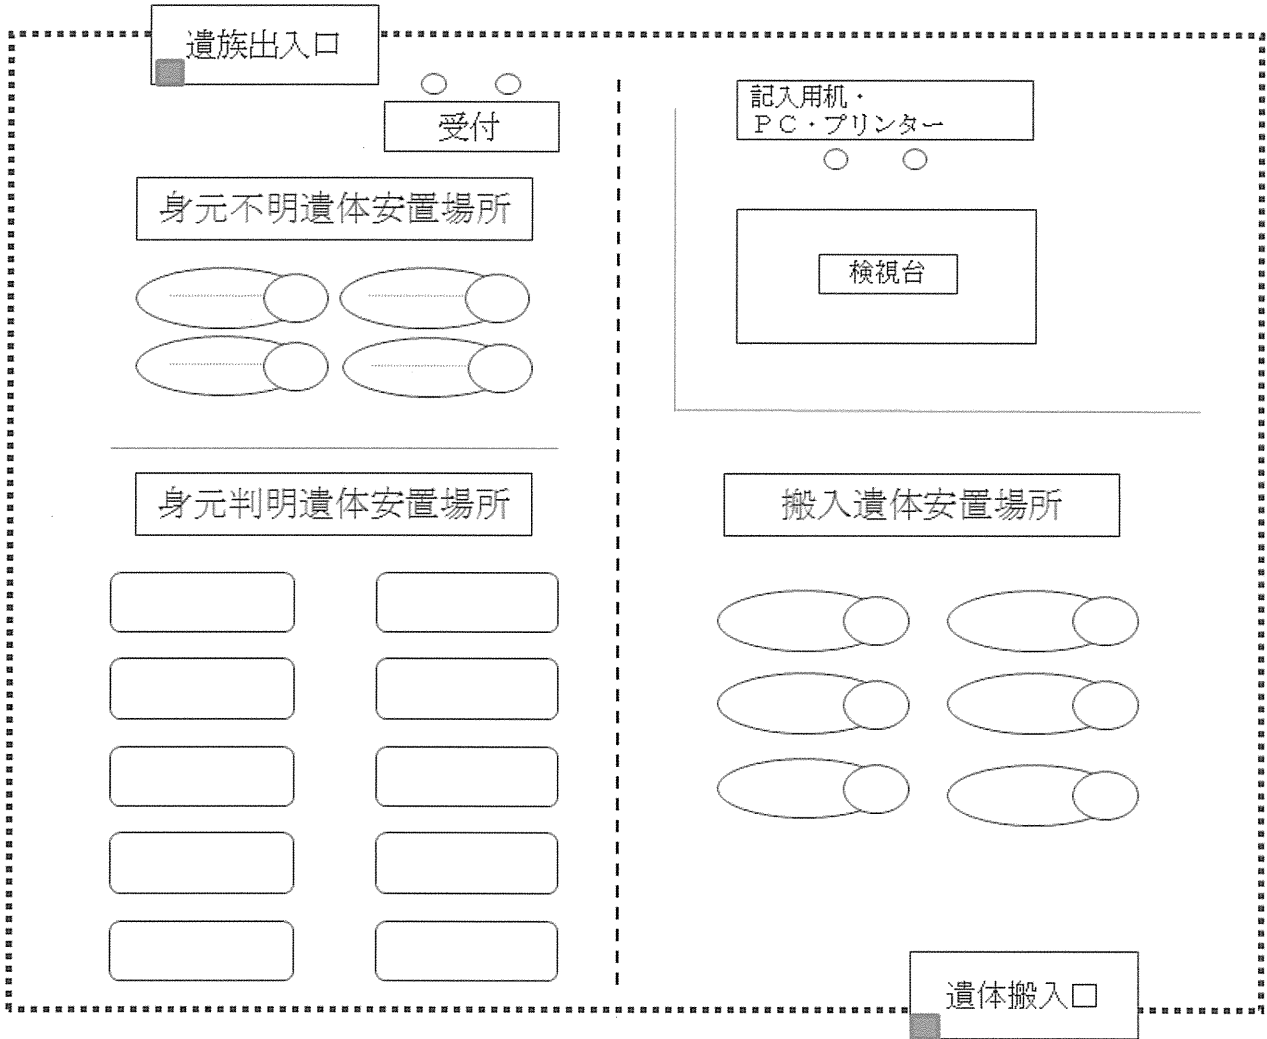 遺族出入口
受付
身元不明遺体安置場所
身元判明遺体安置場所
記入用机・
ＰＣ・プリンター
検視台
搬入遺体安置場所
遺体搬入口